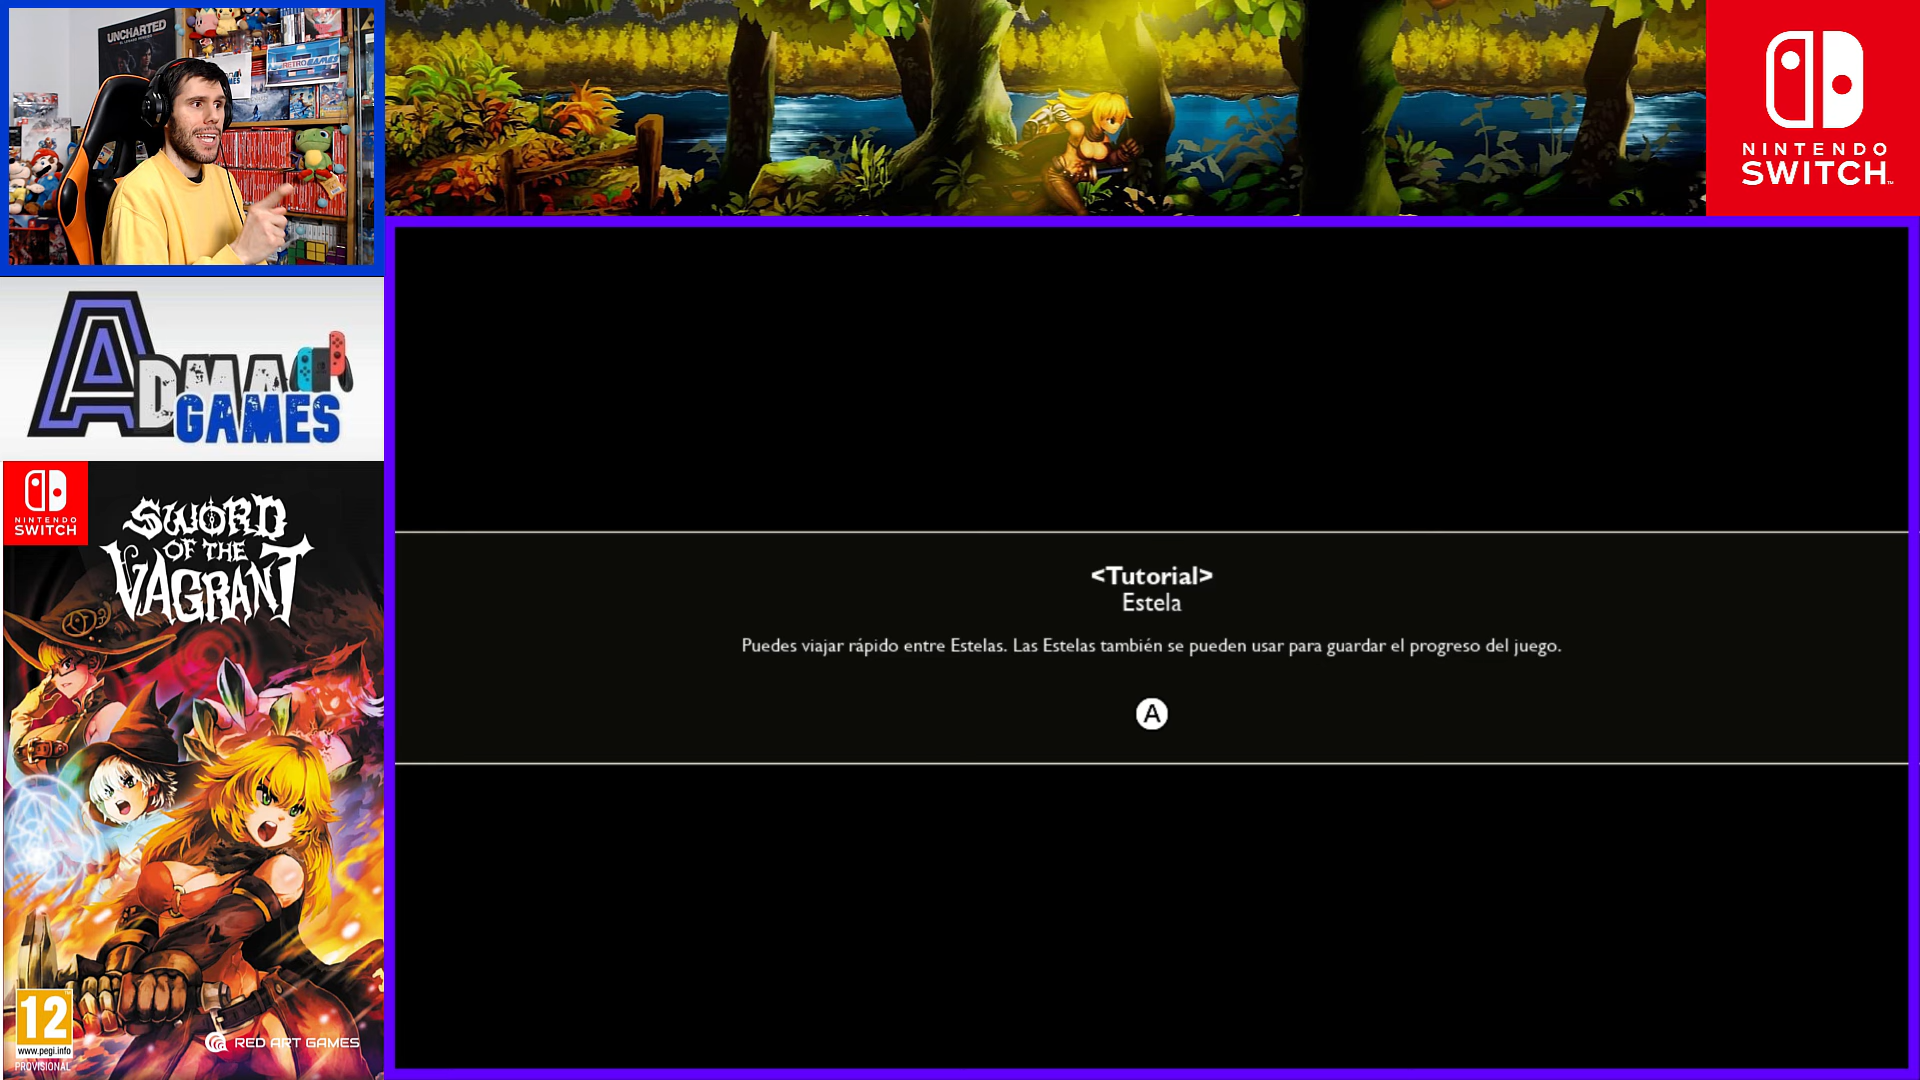 UNCHARTED
RETROGAMES
NINTENDO
SWITCH
ADMA
GAMES
NINTENDO
SWITCH
SWORD
OF THE
VAGRANT
12
www.pegi.info
PROVISIONAL
RED ART GAMES
<Tutorial>
Estela
Puedes viajar rápido entre Estelas. Las Estelas también se pueden usar para guardar el progreso del juego.
A